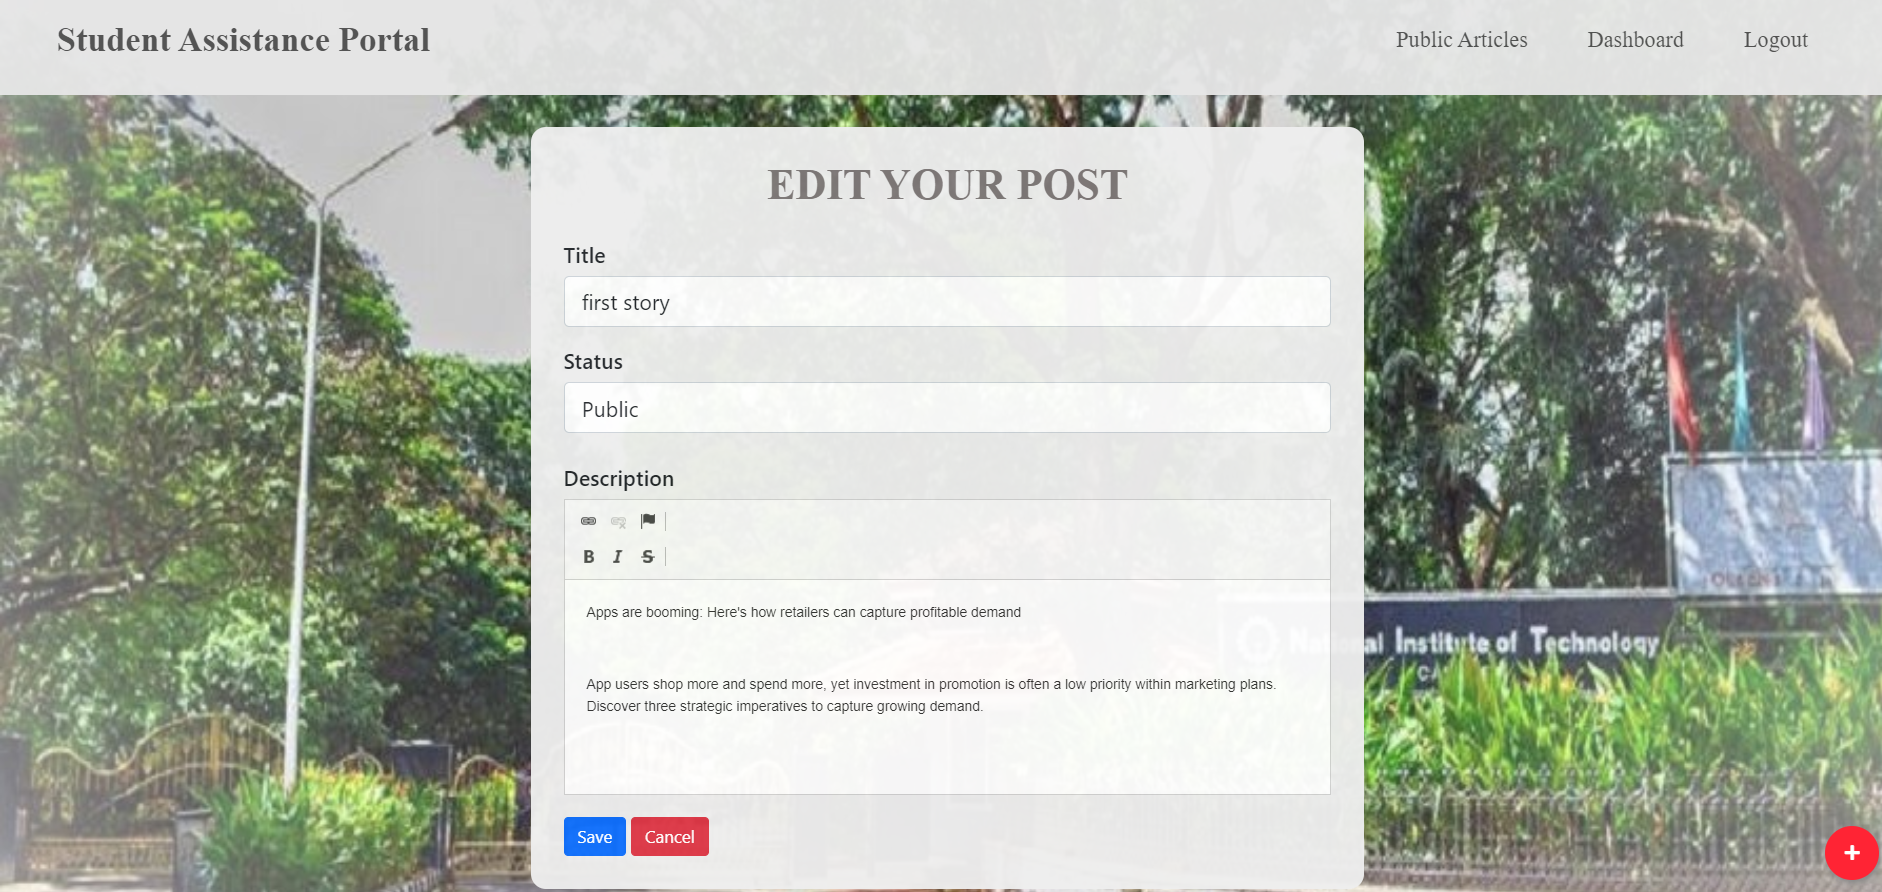 Student Assistance Portal
Public Articles
Dashboard
Logout
EDIT YOUR POST
Title
first story
Status
Public
Description
B I S
Apps are booming: Here's how retailers can capture profitable demand
App users shop more and spend more, yet investment in promotion is often a low priority within marketing plans.
Discover three strategic imperatives to capture growing demand.
National Institute of Technology
Save
Cancel
+